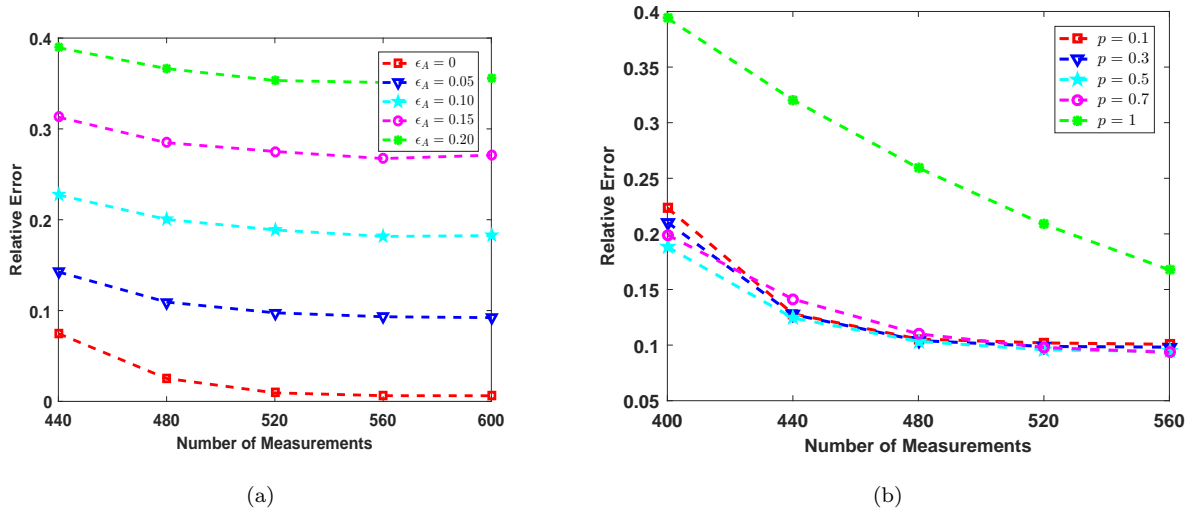 0.4
0.3
0.2
0.1
0
Relative Error
440 480 520 560 600
Number of Measurements
ϵ_A = 0
ϵ_A = 0.05
ϵ_A = 0.10
ϵ_A = 0.15
ϵ_A = 0.20
(a)
0.4
0.35
0.3
0.25
0.2
0.15
0.1
0.05
Relative Error
400 440 480 520 560
Number of Measurements
p = 0.1
p = 0.3
p = 0.5
p = 0.7
p = 1
(b)